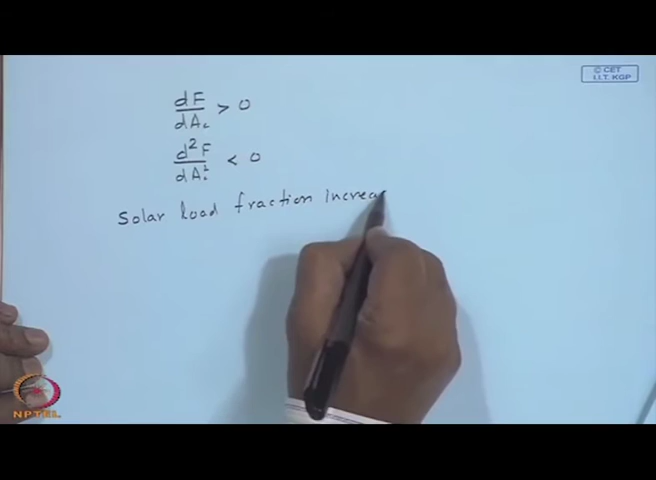 © CET
I.I.T. KGP
dF/dAc > 0
d²F/dAc² < 0
Solar load fraction increas
NPTEL